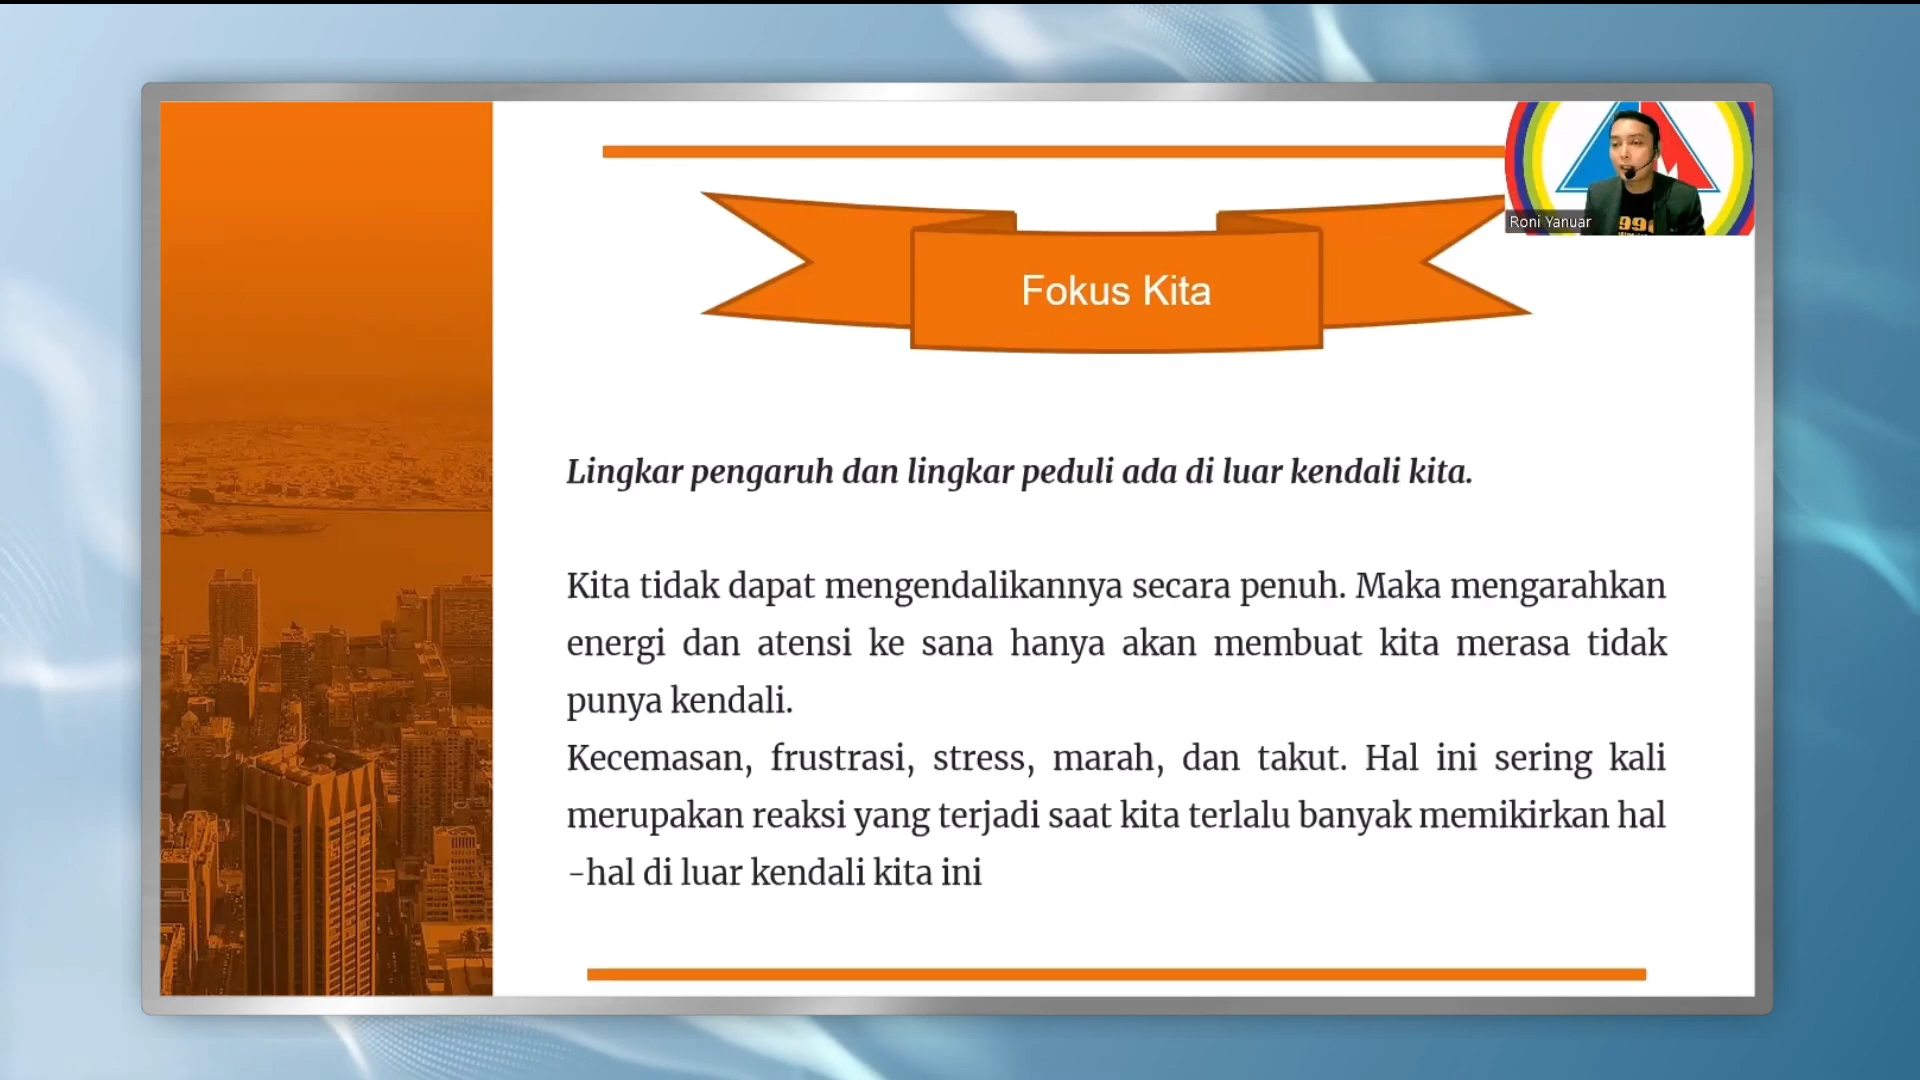 Fokus Kita
Roni Yanuar
Lingkar pengaruh dan lingkar peduli ada di luar kendali kita.
Kita tidak dapat mengendalikannya secara penuh. Maka mengarahkan
energi dan atensi ke sana hanya akan membuat kita merasa tidak
punya kendali.
Kecemasan, frustrasi, stress, marah, dan takut. Hal ini sering kali
merupakan reaksi yang terjadi saat kita terlalu banyak memikirkan hal
-hal di luar kendali kita ini